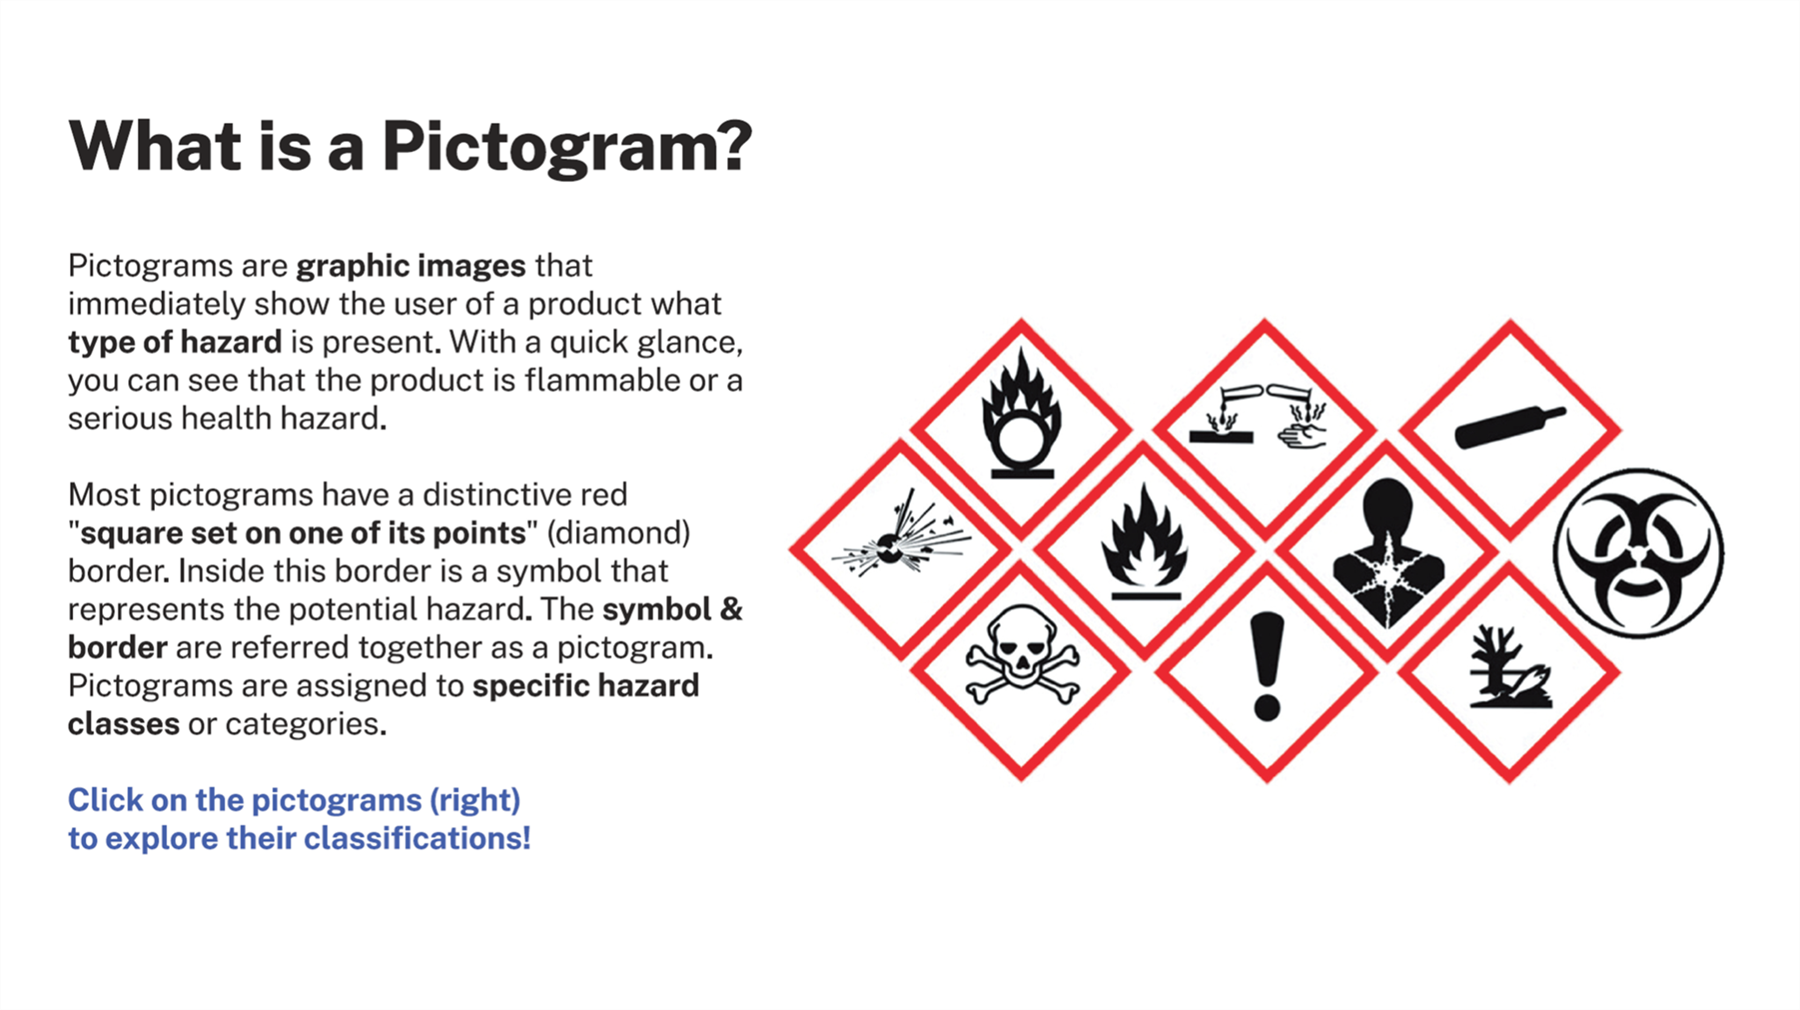 What is a Pictogram?
Pictograms are graphic images that
immediately show the user of a product what
type of hazard is present. With a quick glance,
you can see that the product is flammable or a
serious health hazard.
Most pictograms have a distinctive red
"square set on one of its points" (diamond)
border. Inside this border is a symbol that
represents the potential hazard. The symbol &
border are referred together as a pictogram.
Pictograms are assigned to specific hazard
classes or categories.
Click on the pictograms (right)
to explore their classifications!